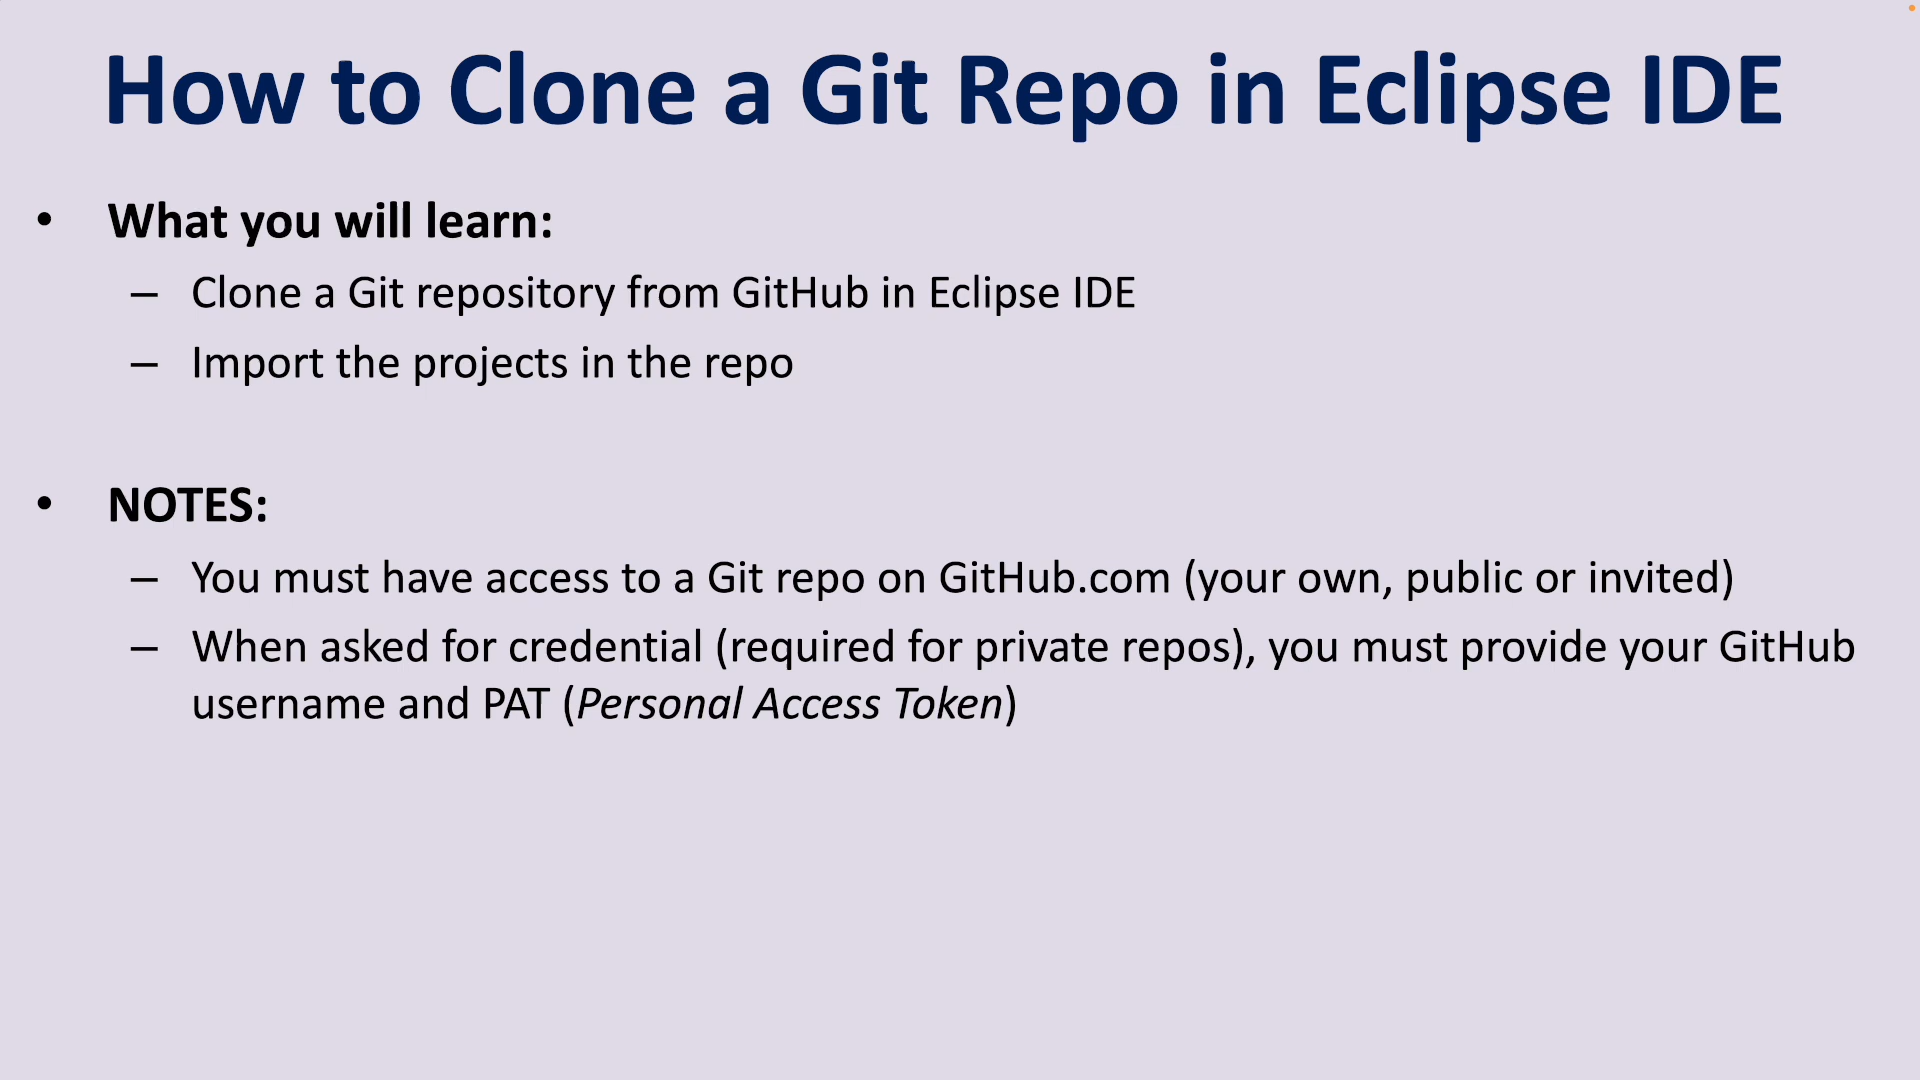 How to Clone a Git Repo in Eclipse IDE
• What you will learn:
– Clone a Git repository from GitHub in Eclipse IDE
– Import the projects in the repo
• NOTES:
– You must have access to a Git repo on GitHub.com (your own, public or invited)
– When asked for credential (required for private repos), you must provide your GitHub
username and PAT (Personal Access Token)